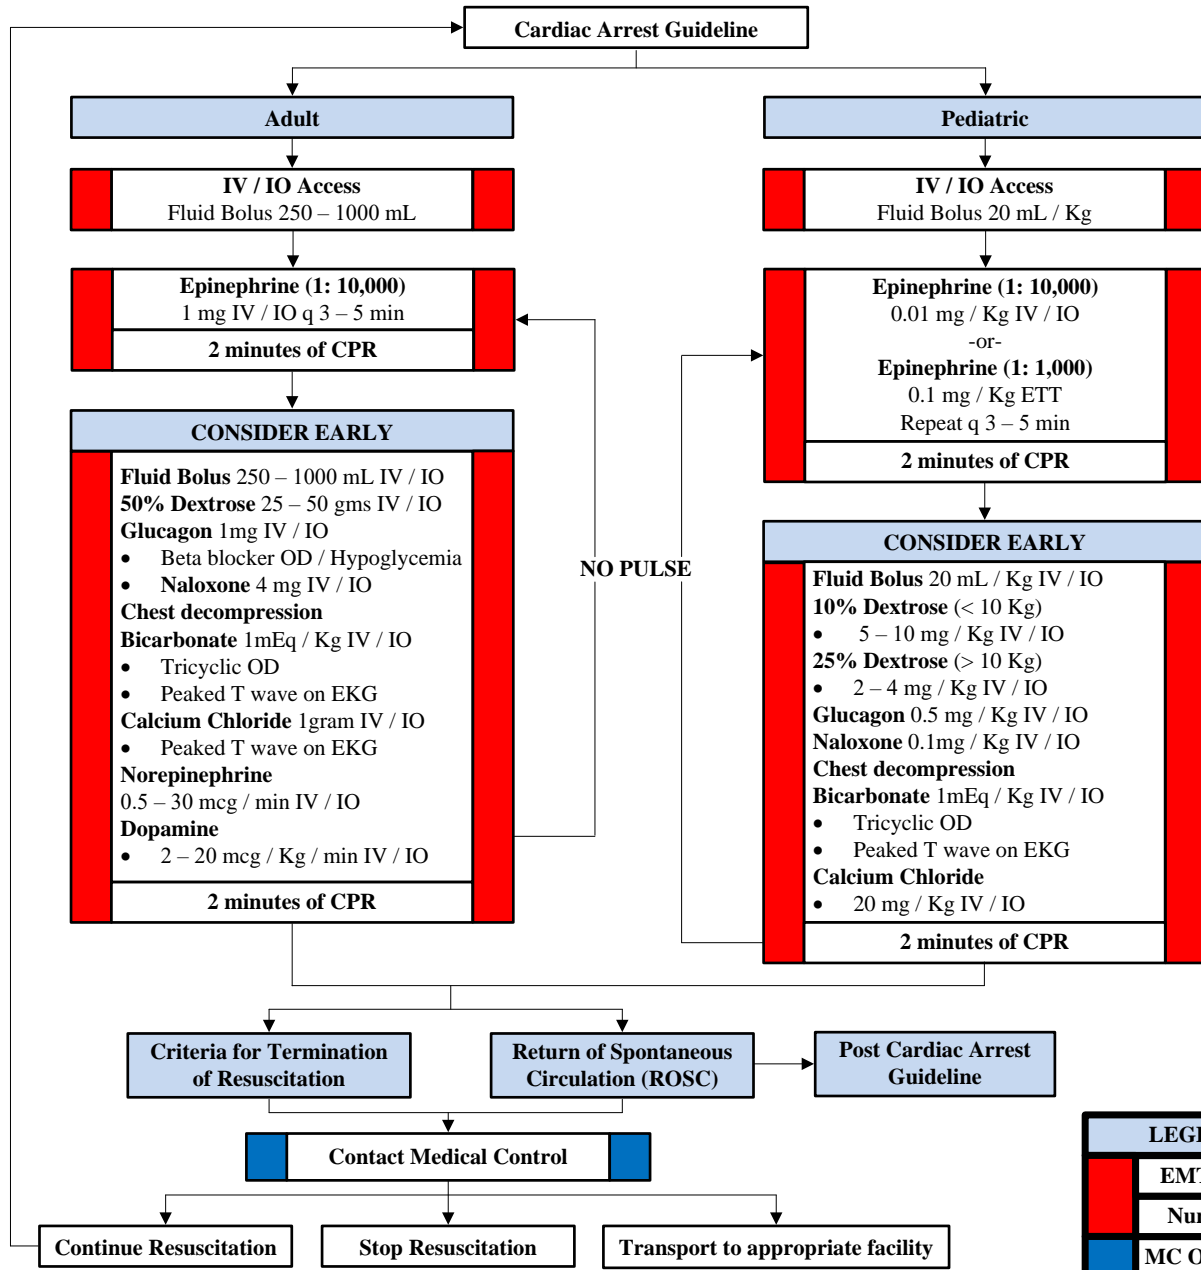 Cardiac Arrest Guideline
Adult
IV / IO Access
Fluid Bolus 250 – 1000 mL
Epinephrine (1: 10,000)
1 mg IV / IO q 3 – 5 min
2 minutes of CPR
CONSIDER EARLY
Fluid Bolus 250 – 1000 mL IV / IO
50% Dextrose 25 – 50 gms IV / IO
Glucagon 1mg IV / IO
• Beta blocker OD / Hypoglycemia
• Naloxone 4 mg IV / IO
Chest decompression
Bicarbonate 1mEq / Kg IV / IO
• Tricyclic OD
• Peaked T wave on EKG
Calcium Chloride 1gram IV / IO
• Peaked T wave on EKG
Norepinephrine
0.5 – 30 mcg / min IV / IO
Dopamine
• 2 – 20 mcg / Kg / min IV / IO
2 minutes of CPR
NO PULSE
Pediatric
IV / IO Access
Fluid Bolus 20 mL / Kg
Epinephrine (1: 10,000)
0.01 mg / Kg IV / IO
-or-
Epinephrine (1: 1,000)
0.1 mg / Kg ETT
Repeat q 3 – 5 min
2 minutes of CPR
CONSIDER EARLY
Fluid Bolus 20 mL / Kg IV / IO
10% Dextrose (< 10 Kg)
• 5 – 10 mg / Kg IV / IO
25% Dextrose (> 10 Kg)
• 2 – 4 mg / Kg IV / IO
Glucagon 0.5 mg / Kg IV / IO
Naloxone 0.1mg / Kg IV / IO
Chest decompression
Bicarbonate 1mEq / Kg IV / IO
• Tricyclic OD
• Peaked T wave on EKG
Calcium Chloride
• 20 mg / Kg IV / IO
2 minutes of CPR
Criteria for Termination
of Resuscitation
Return of Spontaneous
Circulation (ROSC)
Post Cardiac Arrest
Guideline
Contact Medical Control
Continue Resuscitation
Stop Resuscitation
Transport to appropriate facility
MC